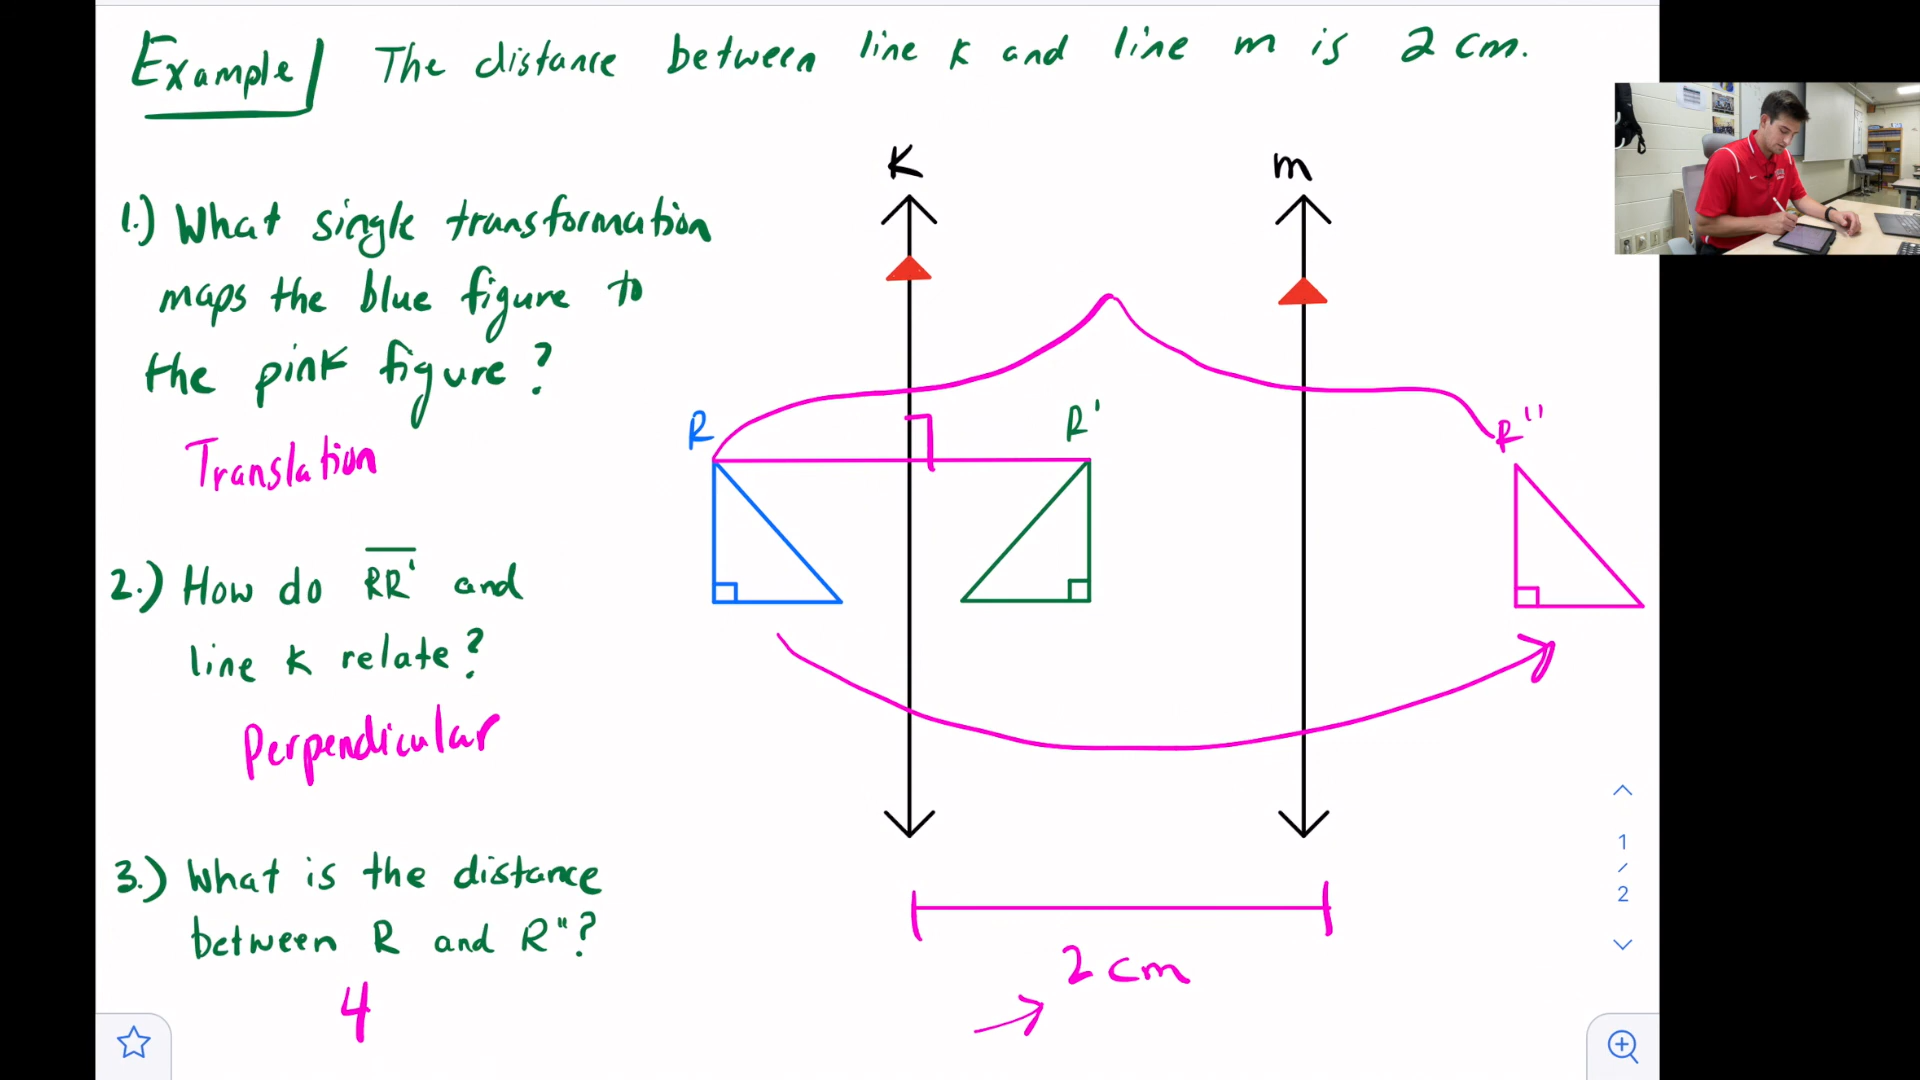 Example The distance between line k and line m is 2 cm.
1.) What single transformation
maps the blue figure to
the pink figure?
Translation
2.) How do RR' and
line k relate?
Perpendicular
3.) What is the distance
between R and R"?
4
K
m
R
R'
R"
2 cm
1
/
2